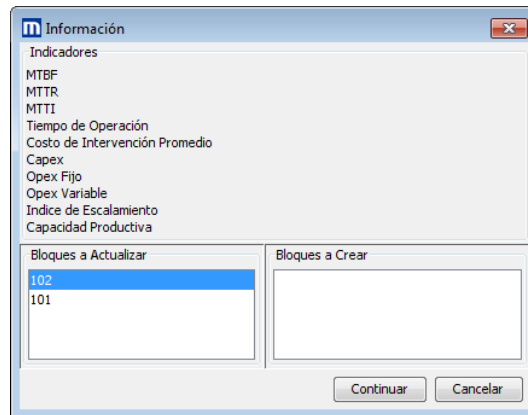 m Información
Indicadores
MTBF
MTTR
MTTI
Tiempo de Operación
Costo de Intervención Promedio
Capex
Opex Fijo
Opex Variable
Indice de Escalamiento
Capacidad Productiva
Bloques a Actualizar
102
101
Bloques a Crear
Continuar
Cancelar